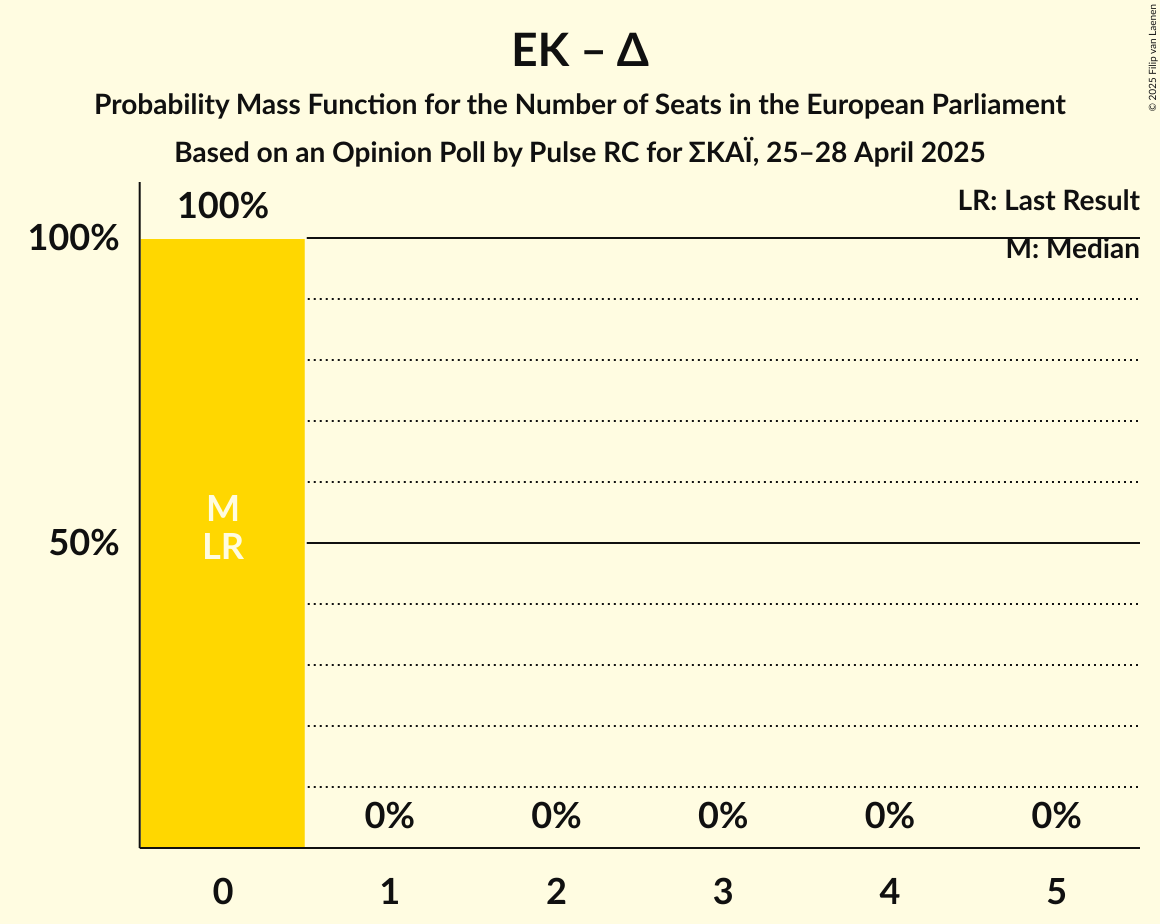 ΕΚ – Δ
Probability Mass Function for the Number of Seats in the European Parliament
Based on an Opinion Poll by Pulse RC for ΣΚΑΪ, 25–28 April 2025
© 2025 Filip van Laenen
LR: Last Result
M: Median
100%
100%
50%
M
LR
0% 0% 0% 0% 0%
0 1 2 3 4 5